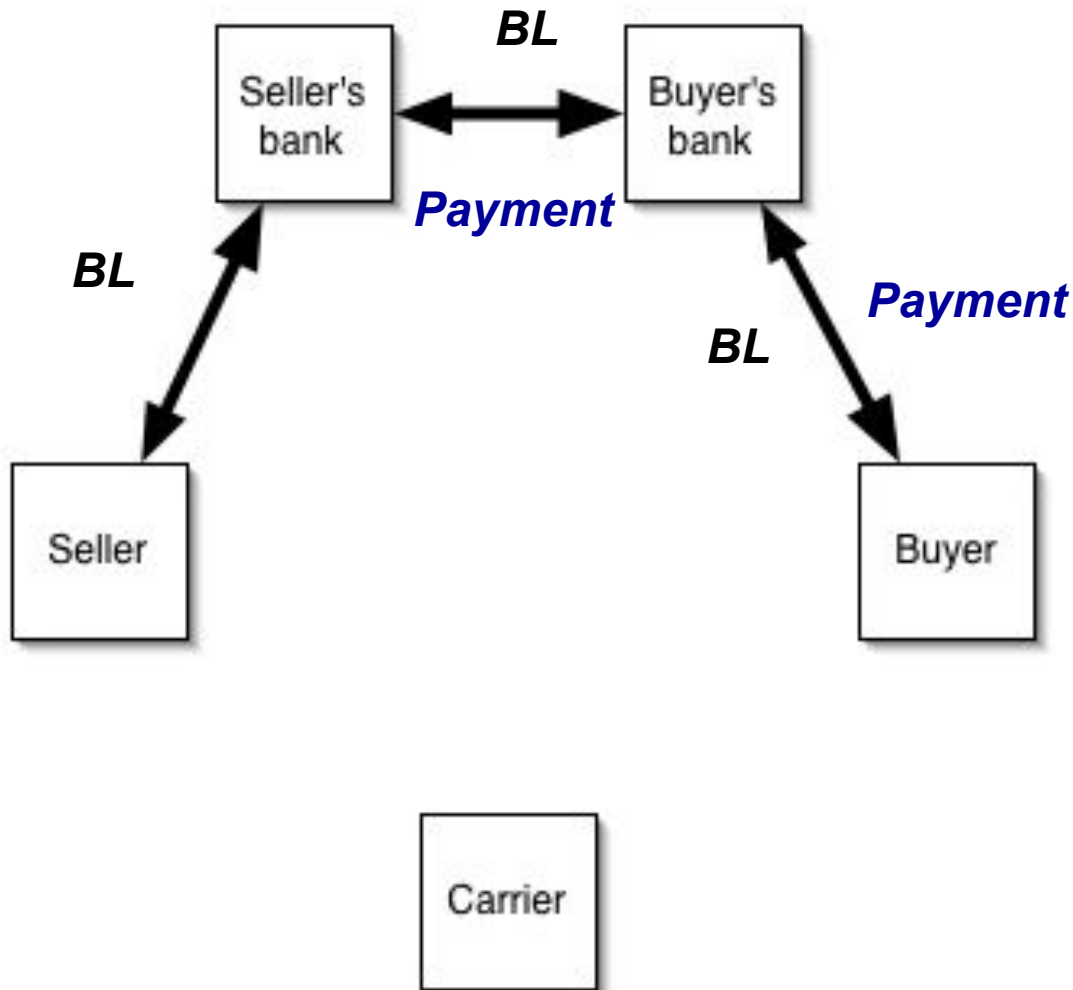 BL
Seller's
bank
Buyer's
bank
Payment
BL
Payment
BL
Seller
Buyer
Carrier